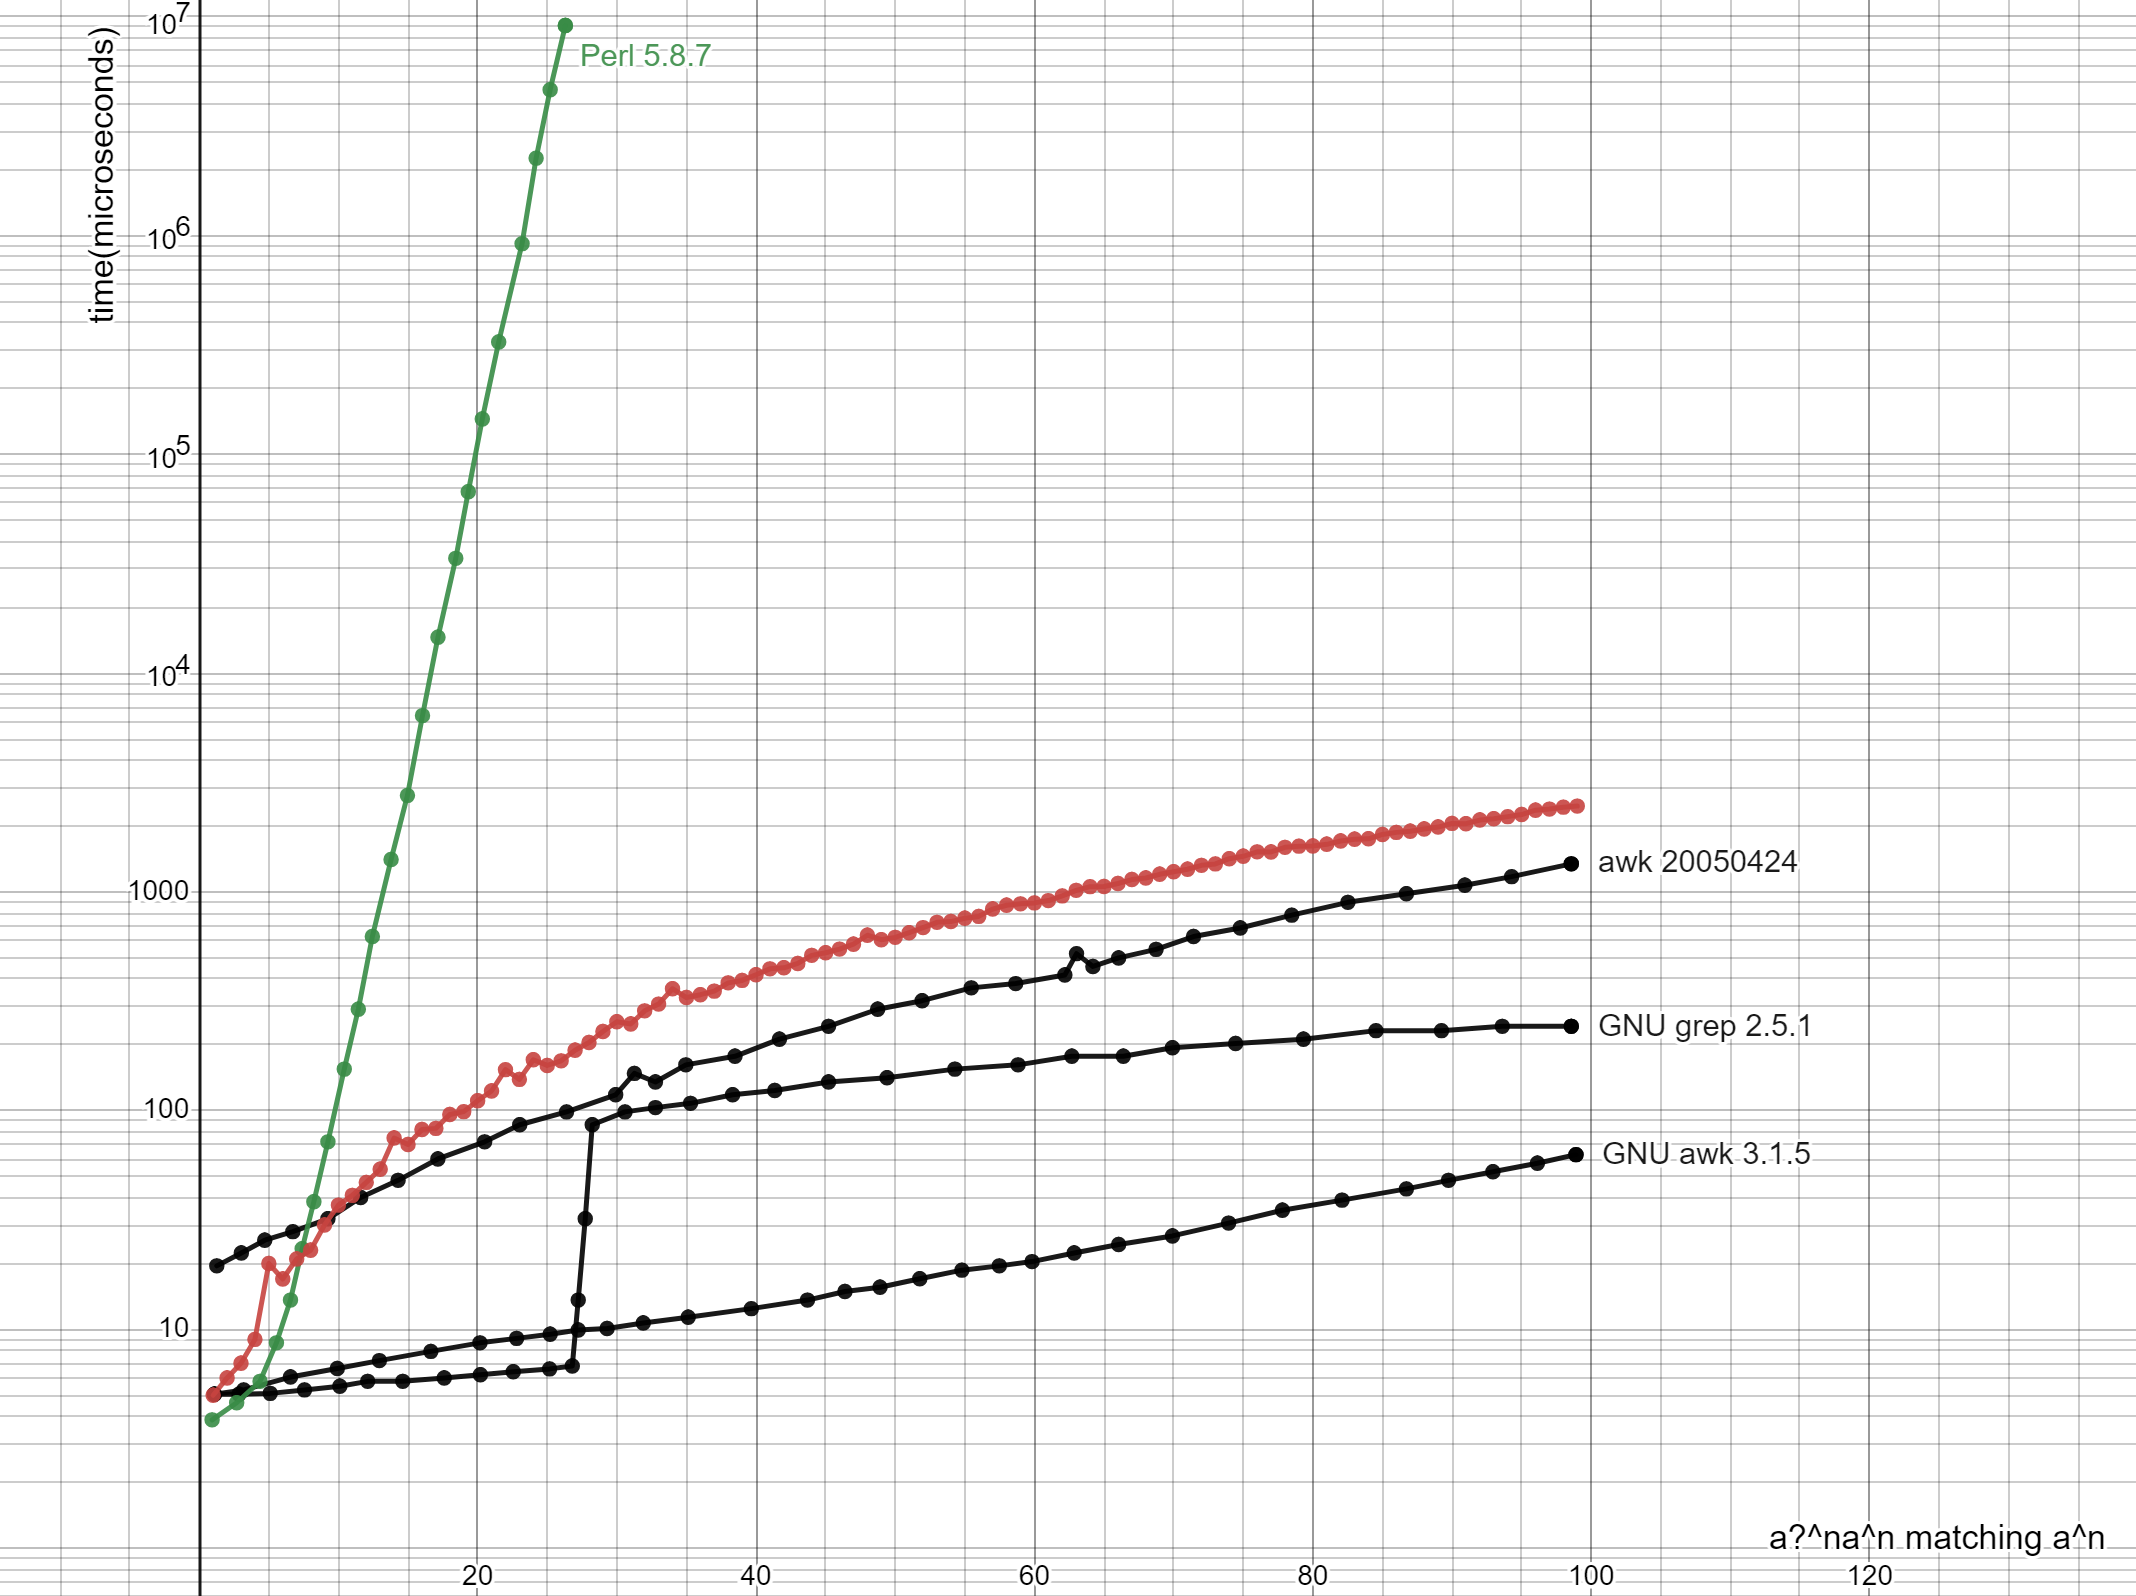 time(microseconds)
10^7
Perl 5.8.7
10^6
10^5
10^4
1000
awk 20050424
GNU grep 2.5.1
100
GNU awk 3.1.5
10
a?^na^n matching a^n
20 40 60 80 100 120